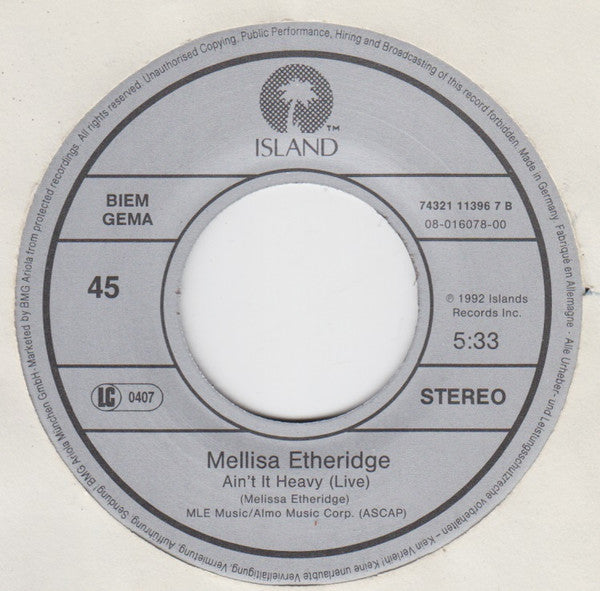 All rights reserved. Unauthorised Copying, Public Performance, Hiring and Broadcasting of this record forbidden. Made in Germany. Fabriqué en Allemagne · Alle Urheber- und Leistungsschutzreche vorbehalten – Kein Verleih! Keine unerlaubte Vervielfältigung, Vermietung, Aufführung, Sendung! BMG Ariola München GmbH · Marketed by BMG Ariola from protected recordings.
ISLAND™
BIEM
GEMA
74321 11396 7 B
08-016078-00
45
℗ 1992 Islands
Records Inc.
5:33
LC 0407
STEREO
Mellisa Etheridge
Ain't It Heavy (Live)
(Melissa Etheridge)
MLE Music/Almo Music Corp. (ASCAP)